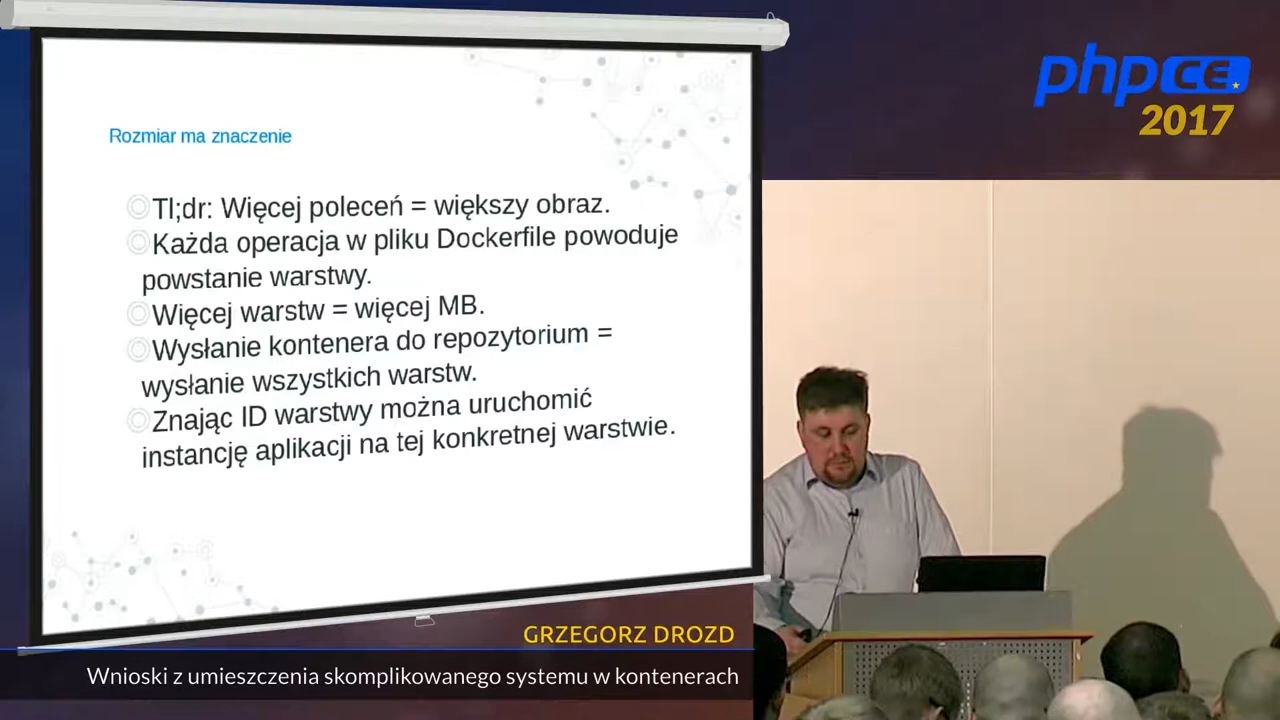 Rozmiar ma znaczenie
Tl;dr: Więcej poleceń = większy obraz.
Każda operacja w pliku Dockerfile powoduje
powstanie warstwy.
Więcej warstw = więcej MB.
Wysłanie kontenera do repozytorium =
wysłanie wszystkich warstw.
Znając ID warstwy można uruchomić
instancję aplikacji na tej konkretnej warstwie.
phpCE
2017
GRZEGORZ DROZD
Wnioski z umieszczenia skomplikowanego systemu w kontenerach